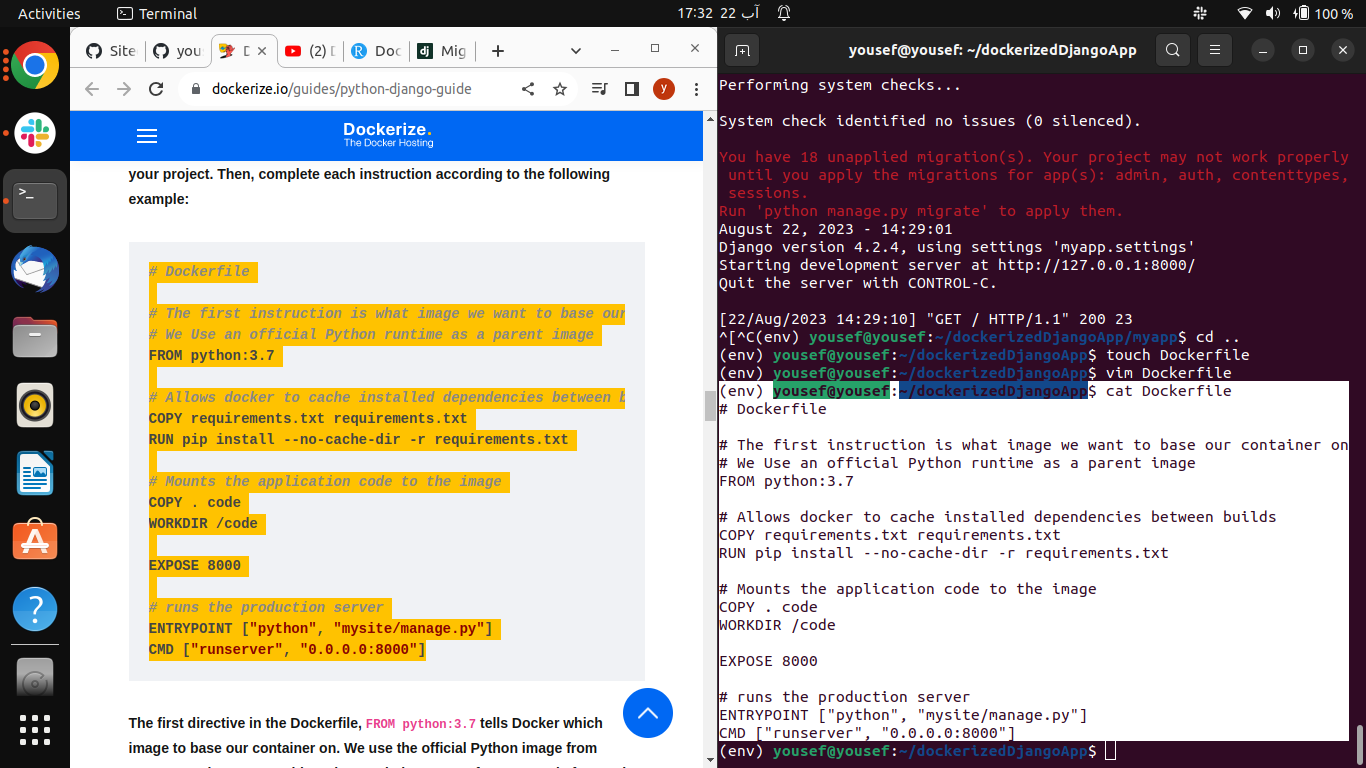 Activities
Terminal
17:32 22 آب
100 %
Site
you
D
(2) D
Doc
Mig
dockerize.io/guides/python-django-guide
y
Dockerize.
The Docker Hosting
your project. Then, complete each instruction according to the following
example:
# Dockerfile
# The first instruction is what image we want to base our
# We Use an official Python runtime as a parent image
FROM python:3.7
# Allows docker to cache installed dependencies between b
COPY requirements.txt requirements.txt
RUN pip install --no-cache-dir -r requirements.txt
# Mounts the application code to the image
COPY . code
WORKDIR /code
EXPOSE 8000
# runs the production server
ENTRYPOINT ["python", "mysite/manage.py"]
CMD ["runserver", "0.0.0.0:8000"]
The first directive in the Dockerfile, FROM python:3.7 tells Docker which
image to base our container on. We use the official Python image from
yousef@yousef: ~/dockerizedDjangoApp
Performing system checks...
System check identified no issues (0 silenced).
You have 18 unapplied migration(s). Your project may not work properly
until you apply the migrations for app(s): admin, auth, contenttypes,
sessions.
Run 'python manage.py migrate' to apply them.
August 22, 2023 - 14:29:01
Django version 4.2.4, using settings 'myapp.settings'
Starting development server at http://127.0.0.1:8000/
Quit the server with CONTROL-C.
[22/Aug/2023 14:29:10] "GET / HTTP/1.1" 200 23
^[^C(env) yousef@yousef:~/dockerizedDjangoApp/myapp$ cd ..
(env) yousef@yousef:~/dockerizedDjangoApp$ touch Dockerfile
(env) yousef@yousef:~/dockerizedDjangoApp$ vim Dockerfile
(env) yousef@yousef:~/dockerizedDjangoApp$ cat Dockerfile
# Dockerfile
# The first instruction is what image we want to base our container on
# We Use an official Python runtime as a parent image
FROM python:3.7
# Allows docker to cache installed dependencies between builds
COPY requirements.txt requirements.txt
RUN pip install --no-cache-dir -r requirements.txt
# Mounts the application code to the image
COPY . code
WORKDIR /code
EXPOSE 8000
# runs the production server
ENTRYPOINT ["python", "mysite/manage.py"]
CMD ["runserver", "0.0.0.0:8000"]
(env) yousef@yousef:~/dockerizedDjangoApp$